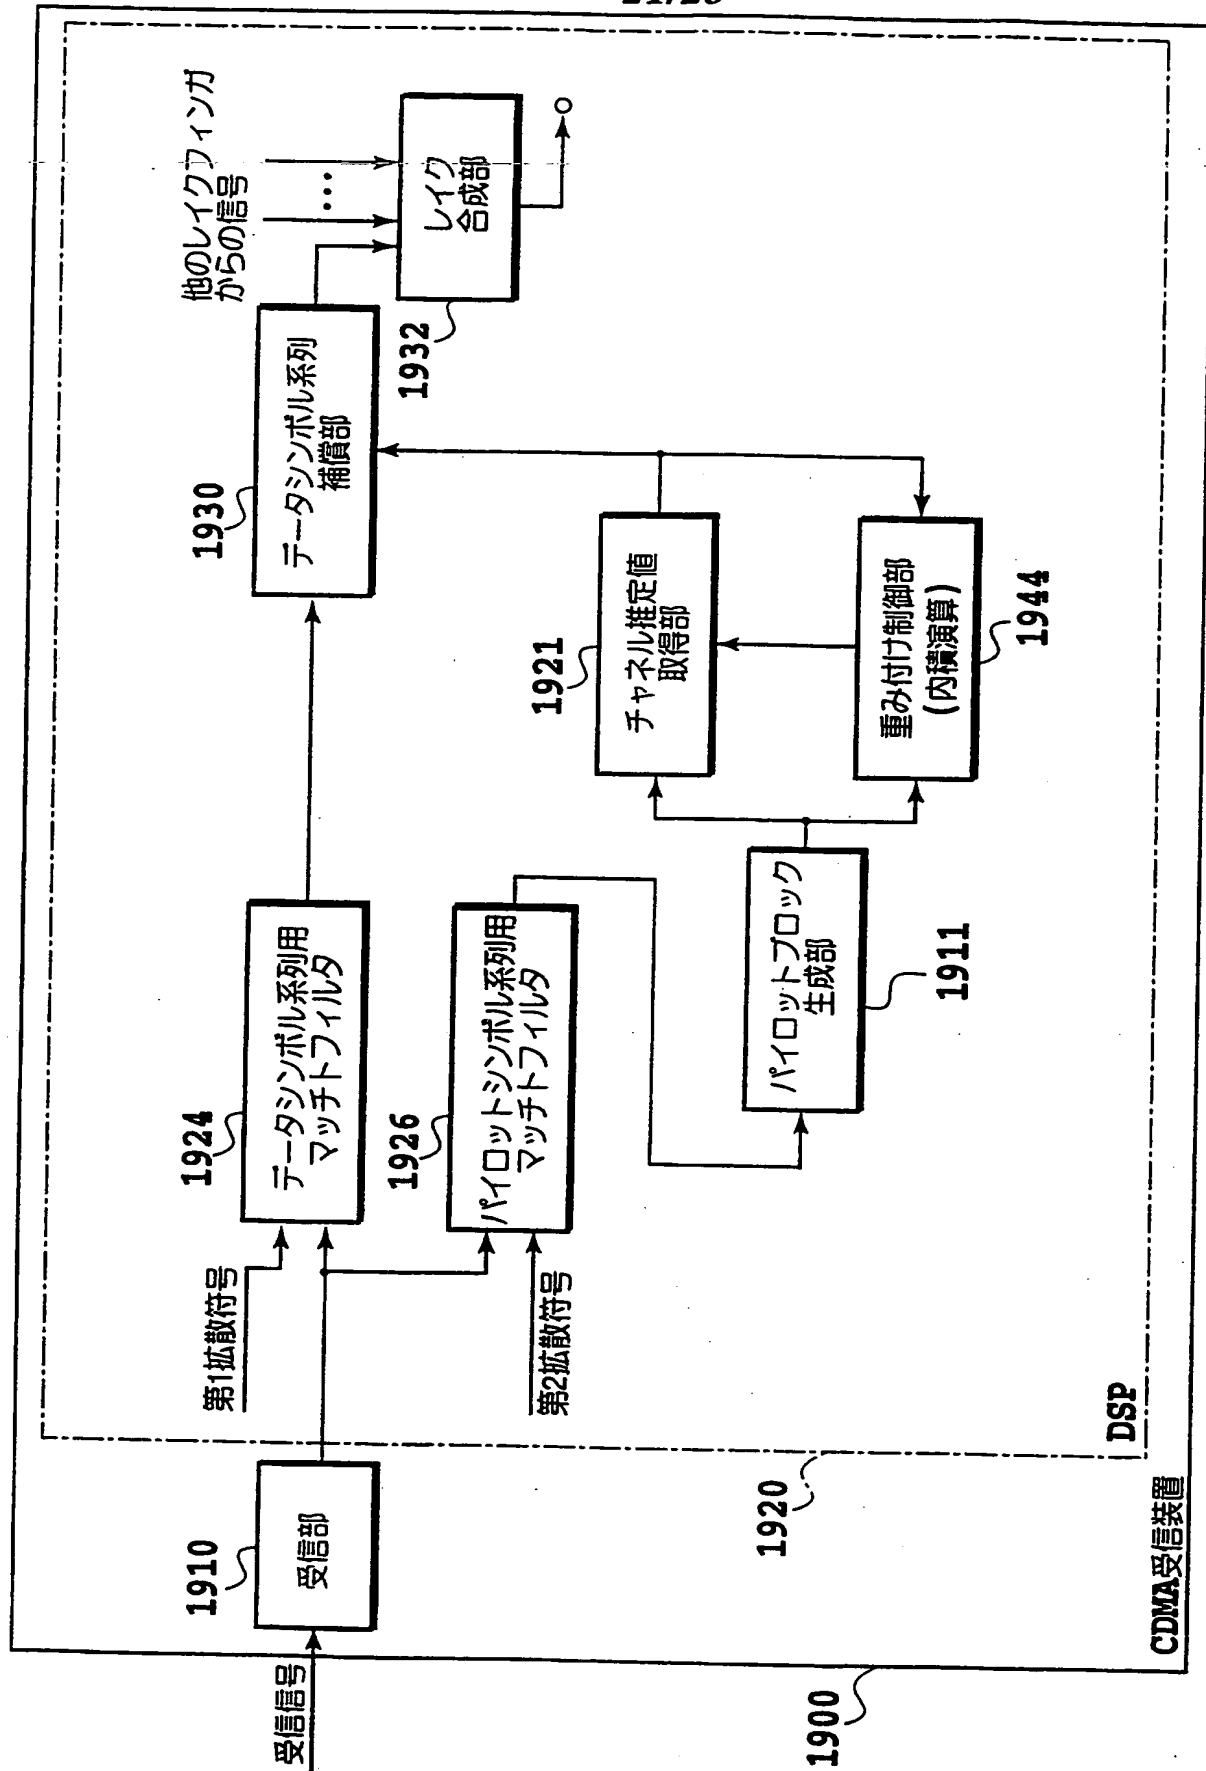 受信信号
1910
受信部
第1拡散符号
1924
データシンボル系列用
マッチトフィルタ
1926
パイロットシンボル系列用
マッチトフィルタ
第2拡散符号
1930
データシンボル系列
補償部
他のレイクフィンガ
からの信号
...
レイク
合成部
1932
1921
チャネル推定値
取得部
重み付け制御部
(内積演算)
1944
パイロットブロック
生成部
1911
1920
DSP
1900
CDMA受信装置